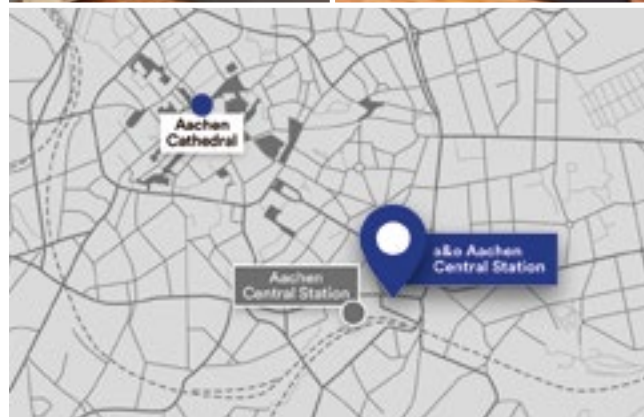 Aachen
Cathedral
a&o Aachen
Central Station
Aachen
Central Station